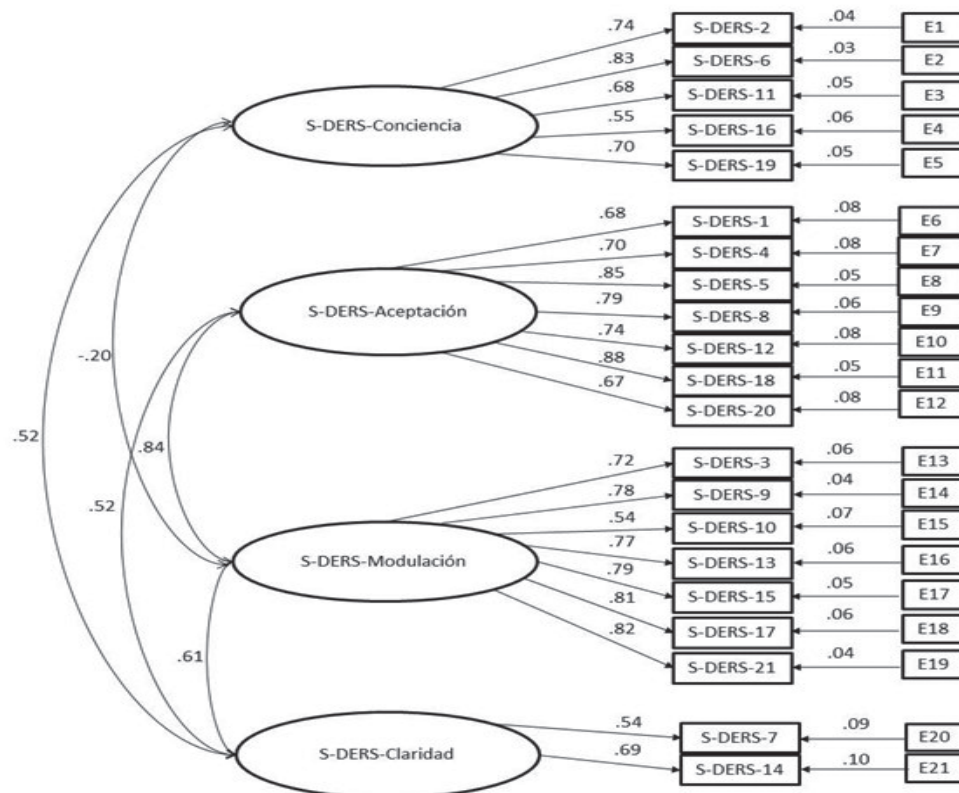 .74 S-DERS-2 .04 E1
.83 S-DERS-6 .03 E2
.68 S-DERS-11 .05 E3
S-DERS-Conciencia
.55 S-DERS-16 .06 E4
.70 S-DERS-19 .05 E5
.68 S-DERS-1 .08 E6
.70 S-DERS-4 .08 E7
.85 S-DERS-5 .05 E8
S-DERS-Aceptación
.79 S-DERS-8 .06 E9
.74 S-DERS-12 .08 E10
.88 S-DERS-18 .05 E11
.67 S-DERS-20 .08 E12
-.20
.52
.84
.52
.72 S-DERS-3 .06 E13
.78 S-DERS-9 .04 E14
.54 S-DERS-10 .07 E15
S-DERS-Modulación
.77 S-DERS-13 .06 E16
.79 S-DERS-15 .05 E17
.81 S-DERS-17 .06 E18
.82 S-DERS-21 .04 E19
.61
.54 S-DERS-7 .09 E20
S-DERS-Claridad
.69 S-DERS-14 .10 E21